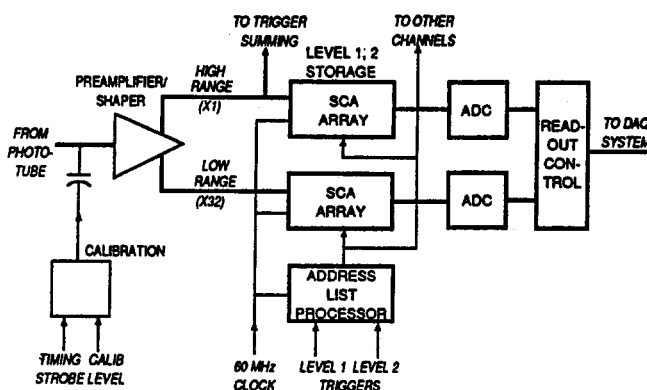 TO TRIGGER
SUMMING
TO OTHER
CHANNELS
PREAMPLIFIER/
SHAPER
HIGH
RANGE
(X1)
LEVEL 1, 2
STORAGE
SCA
ARRAY
ADC
READ-
OUT CON-
TROL
TO DAQ
SYSTEM
FROM
PHOTO-
TUBE
LOW
RANGE
(X32)
SCA
ARRAY
ADC
CALIBRATION
ADDRESS
LIST
PROCESSOR
TIMING CALIB
STROBE LEVEL
60 MHz
CLOCK
LEVEL 1 LEVEL 2
TRIGGERS